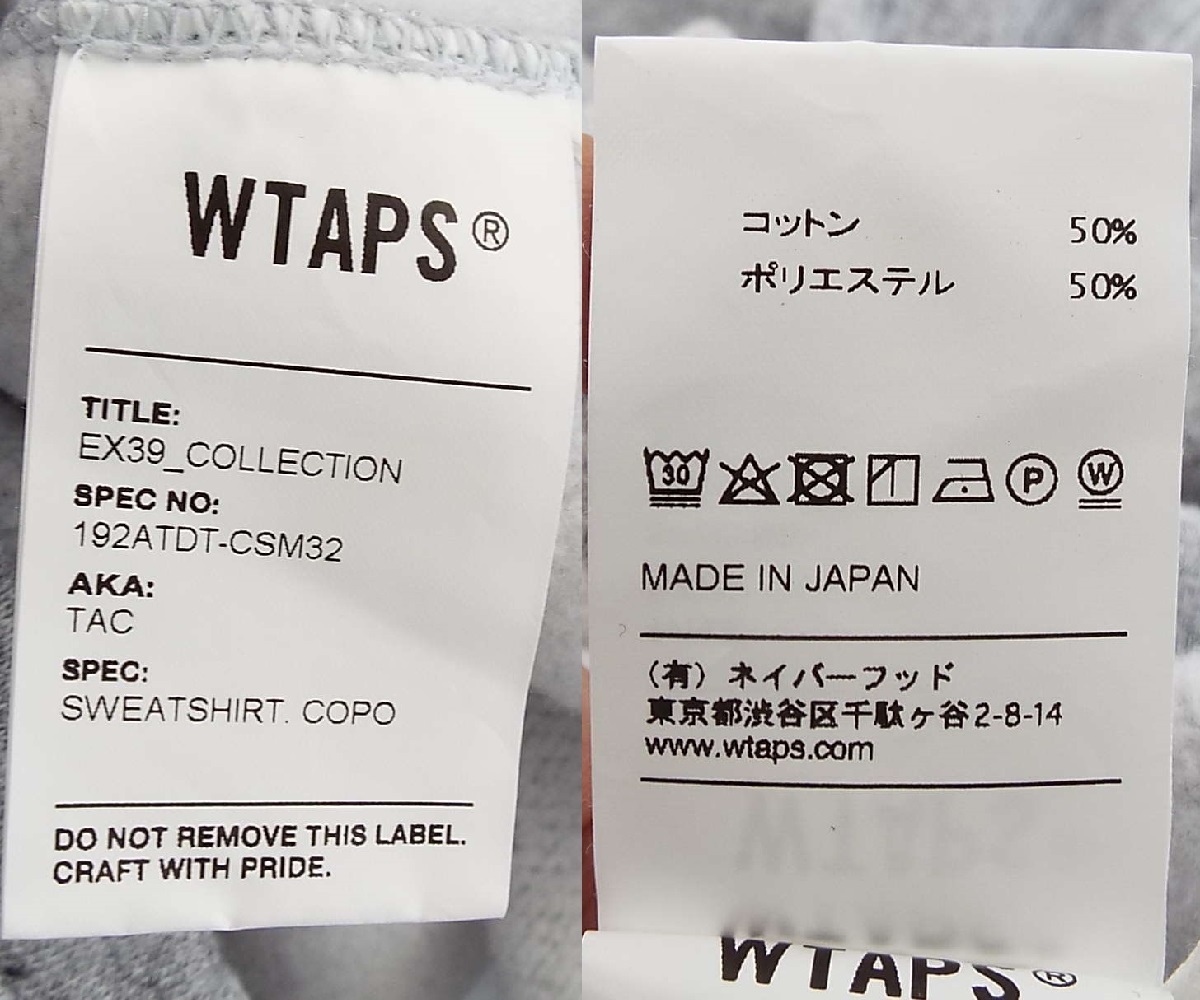 WTAPS®
TITLE:
EX39_COLLECTION
SPEC NO:
192ATDT-CSM32
AKA:
TAC
SPEC:
SWEATSHIRT. COPO
DO NOT REMOVE THIS LABEL.
CRAFT WITH PRIDE.
コットン 50%
ポリエステル 50%
30 P W
MADE IN JAPAN
(有) ネイバーフッド
東京都渋谷区千駄ヶ谷2-8-14
www.wtaps.com
WTAPS®